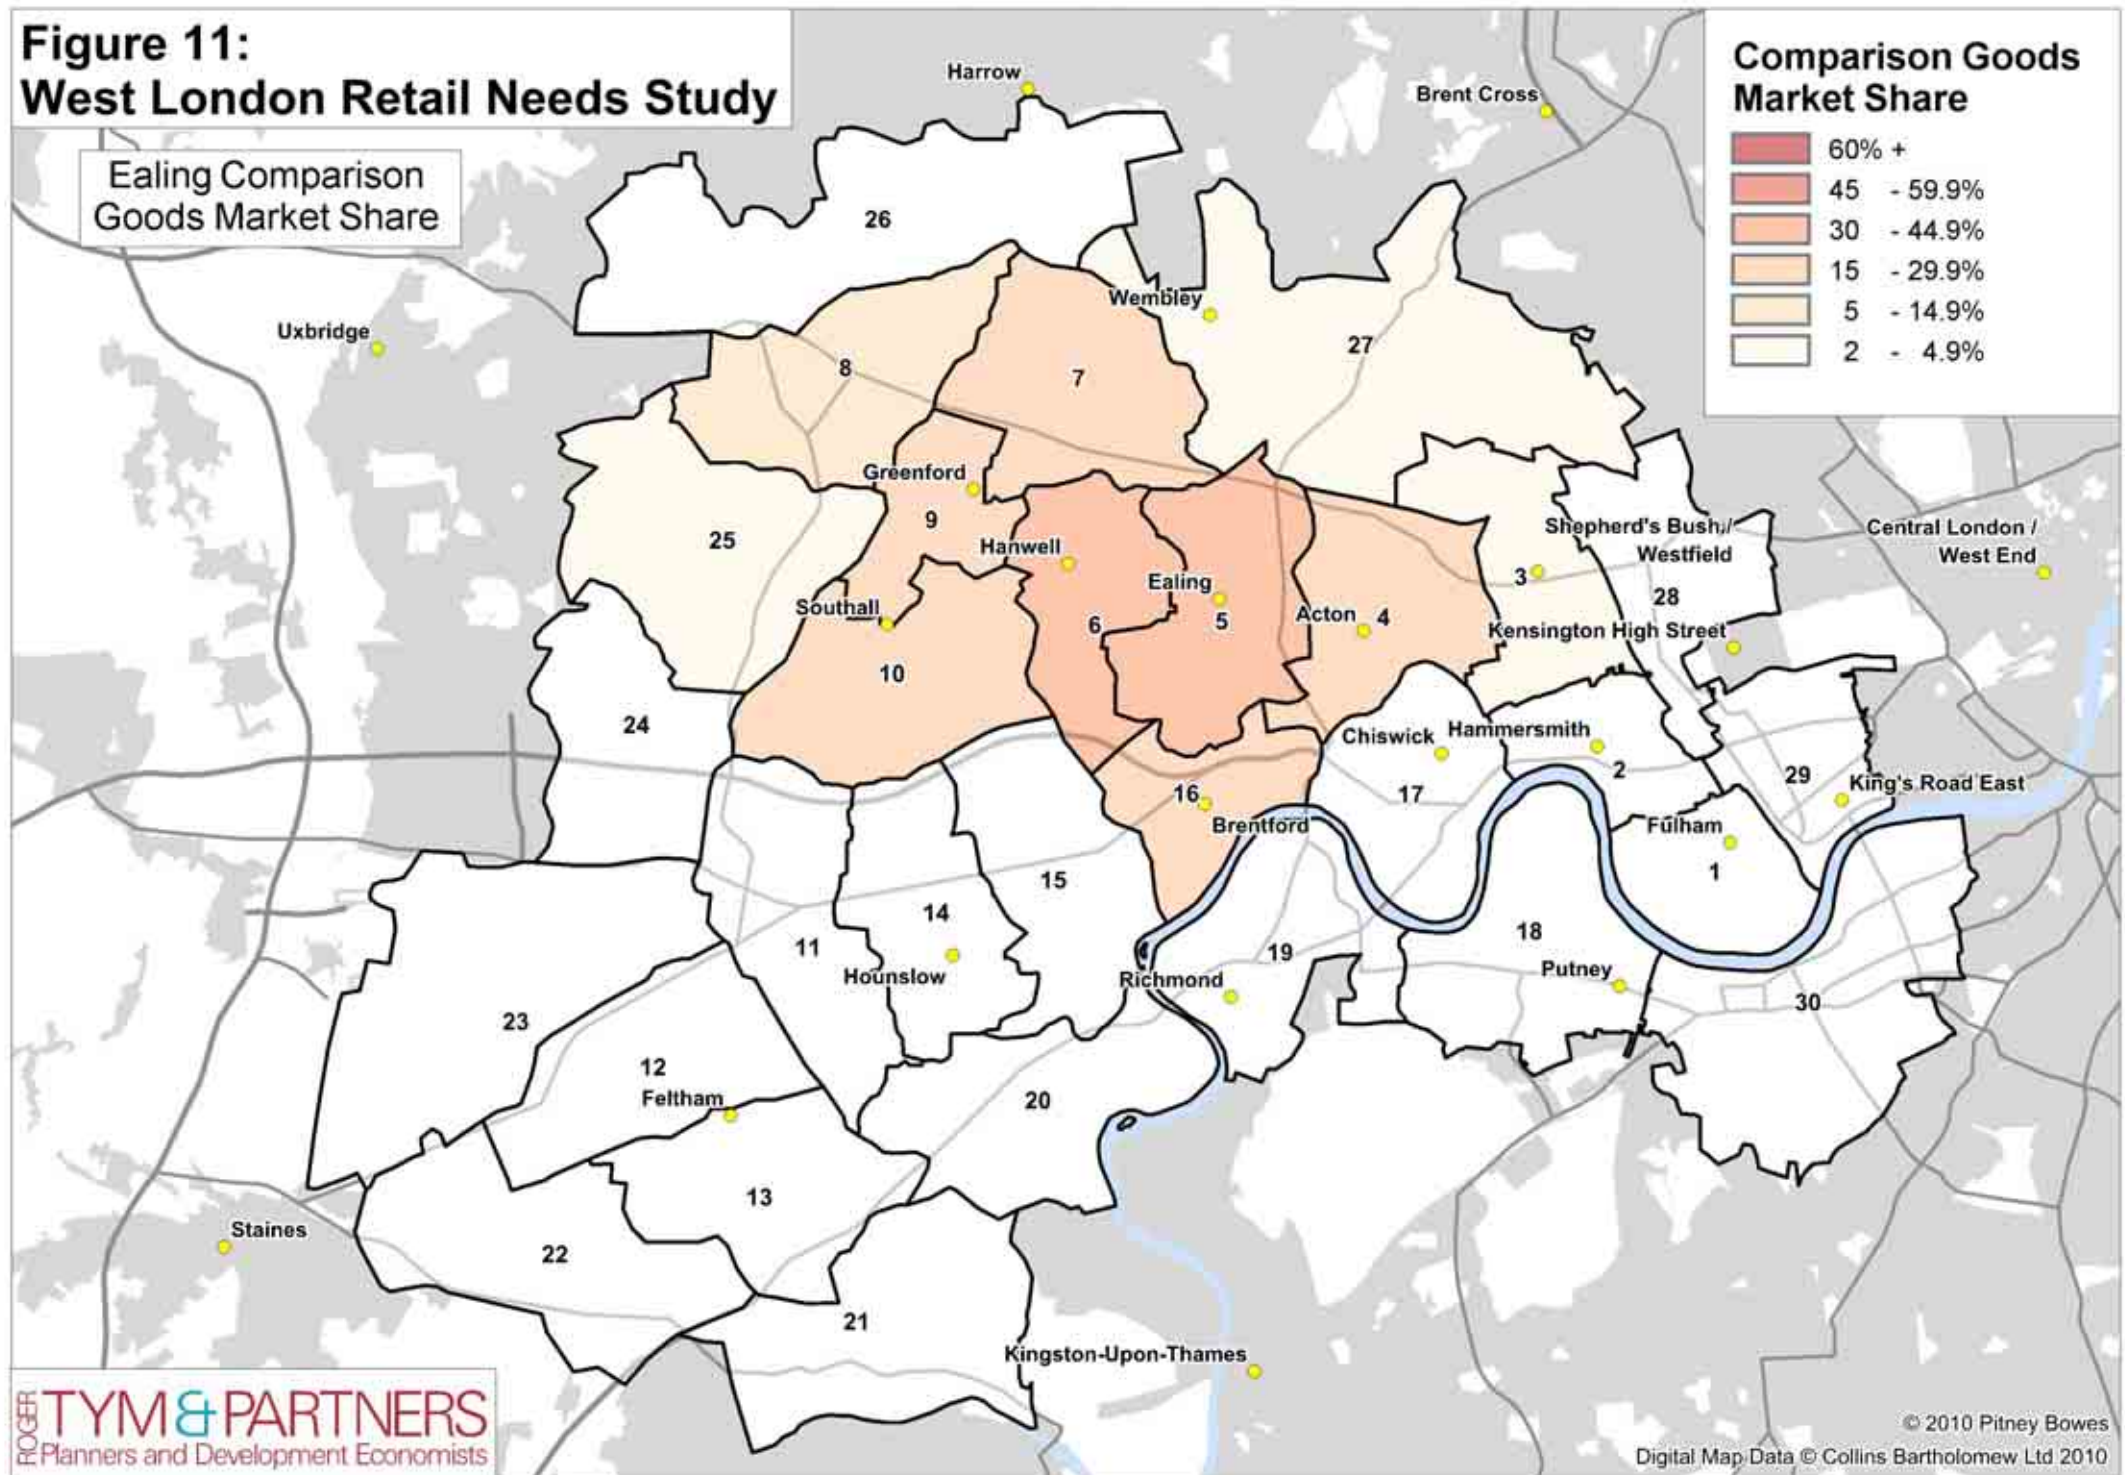 Figure 11:
West London Retail Needs Study
Ealing Comparison
Goods Market Share
Comparison Goods
Market Share
60% +
45 - 59.9%
30 - 44.9%
15 - 29.9%
5 - 14.9%
2 - 4.9%
Harrow
Brent Cross
26
Wembley
Uxbridge
27
8
7
Greenford
9
25
Hanwell
Shepherd's Bush /
Westfield
Central London /
West End
Ealing
3
28
Southall
6
5
Acton
4
Kensington High Street
10
24
Chiswick
Hammersmith
2
29
King's Road East
16
17
Brentford
Fulham
1
15
14
11
Hounslow
18
19
Richmond
Putney
30
23
12
Feltham
20
13
Staines
22
21
Kingston-Upon-Thames
ROGER
TYM & PARTNERS
Planners and Development Economists
© 2010 Pitney Bowes
Digital Map Data © Collins Bartholomew Ltd 2010